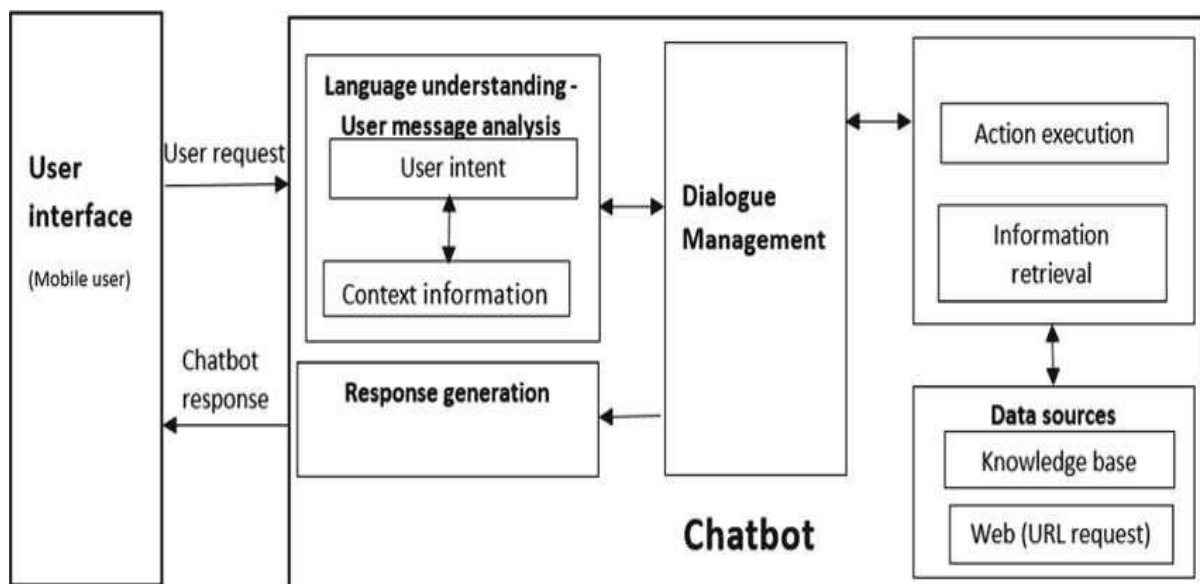 User
interface
(Mobile user)
User request
Chatbot
response
Language understanding -
User message analysis
User intent
Context information
Response generation
Dialogue
Management
Action execution
Information
retrieval
Data sources
Knowledge base
Web (URL request)
Chatbot